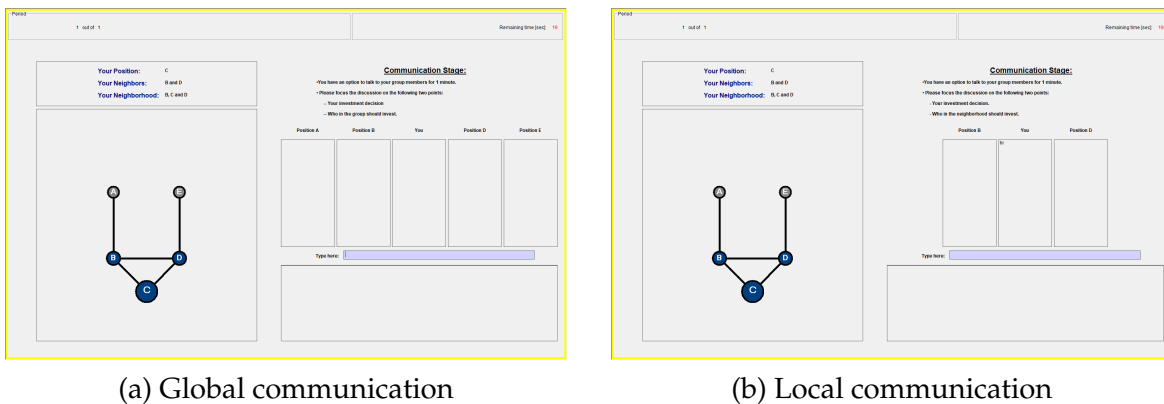 Period
1 out of 1
Remaining time [sec]: 16
Your Position: C
Your Neighbors: B and D
Your Neighborhood: B, C and D
Communication Stage:
•You have an option to talk to your group members for 1 minute.
• Please focus the discussion on the following two points:
– Your investment decision
– Who in the group should invest.
Position A Position B You Position D Position E
A E
B D
C
Type here:
(a) Global communication
Period
1 out of 1
Remaining time [sec]:
Your Position: C
Your Neighbors: B and D
Your Neighborhood: B, C and D
Communication Stage:
•You have an option to talk to your group members for 1 minute.
• Please focus the discussion on the following two points:
- Your investment decision.
- Who in the neighborhood should invest.
Position B You Position D
hi
A E
B D
C
Type here:
(b) Local communication